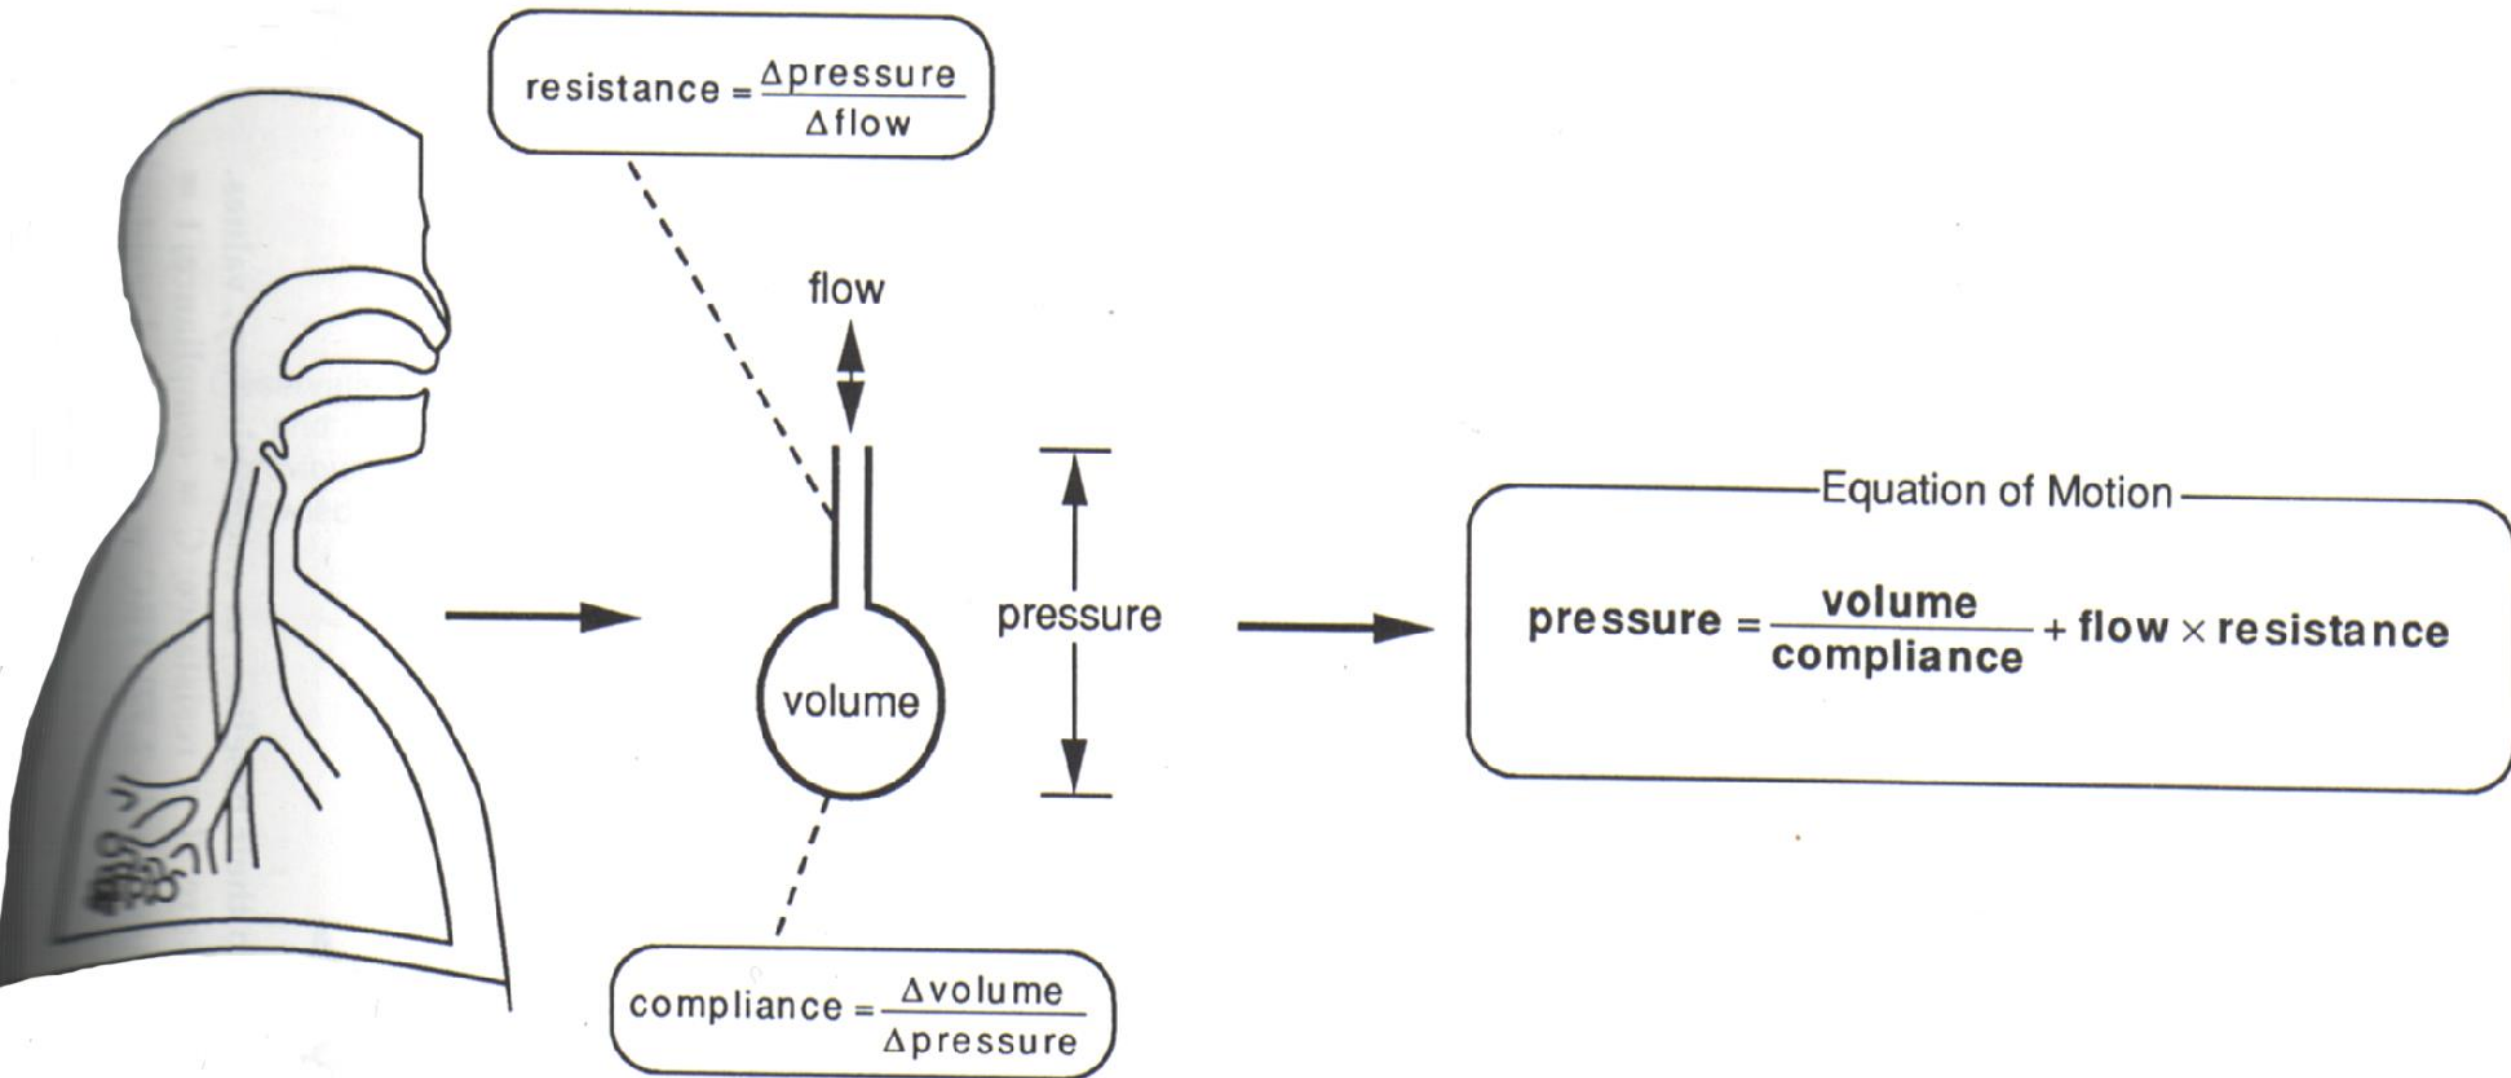 resistance = Δpressure
Δflow
flow
pressure
volume
compliance = Δvolume
Δpressure
Equation of Motion
pressure = volume
compliance
+ flow × resistance